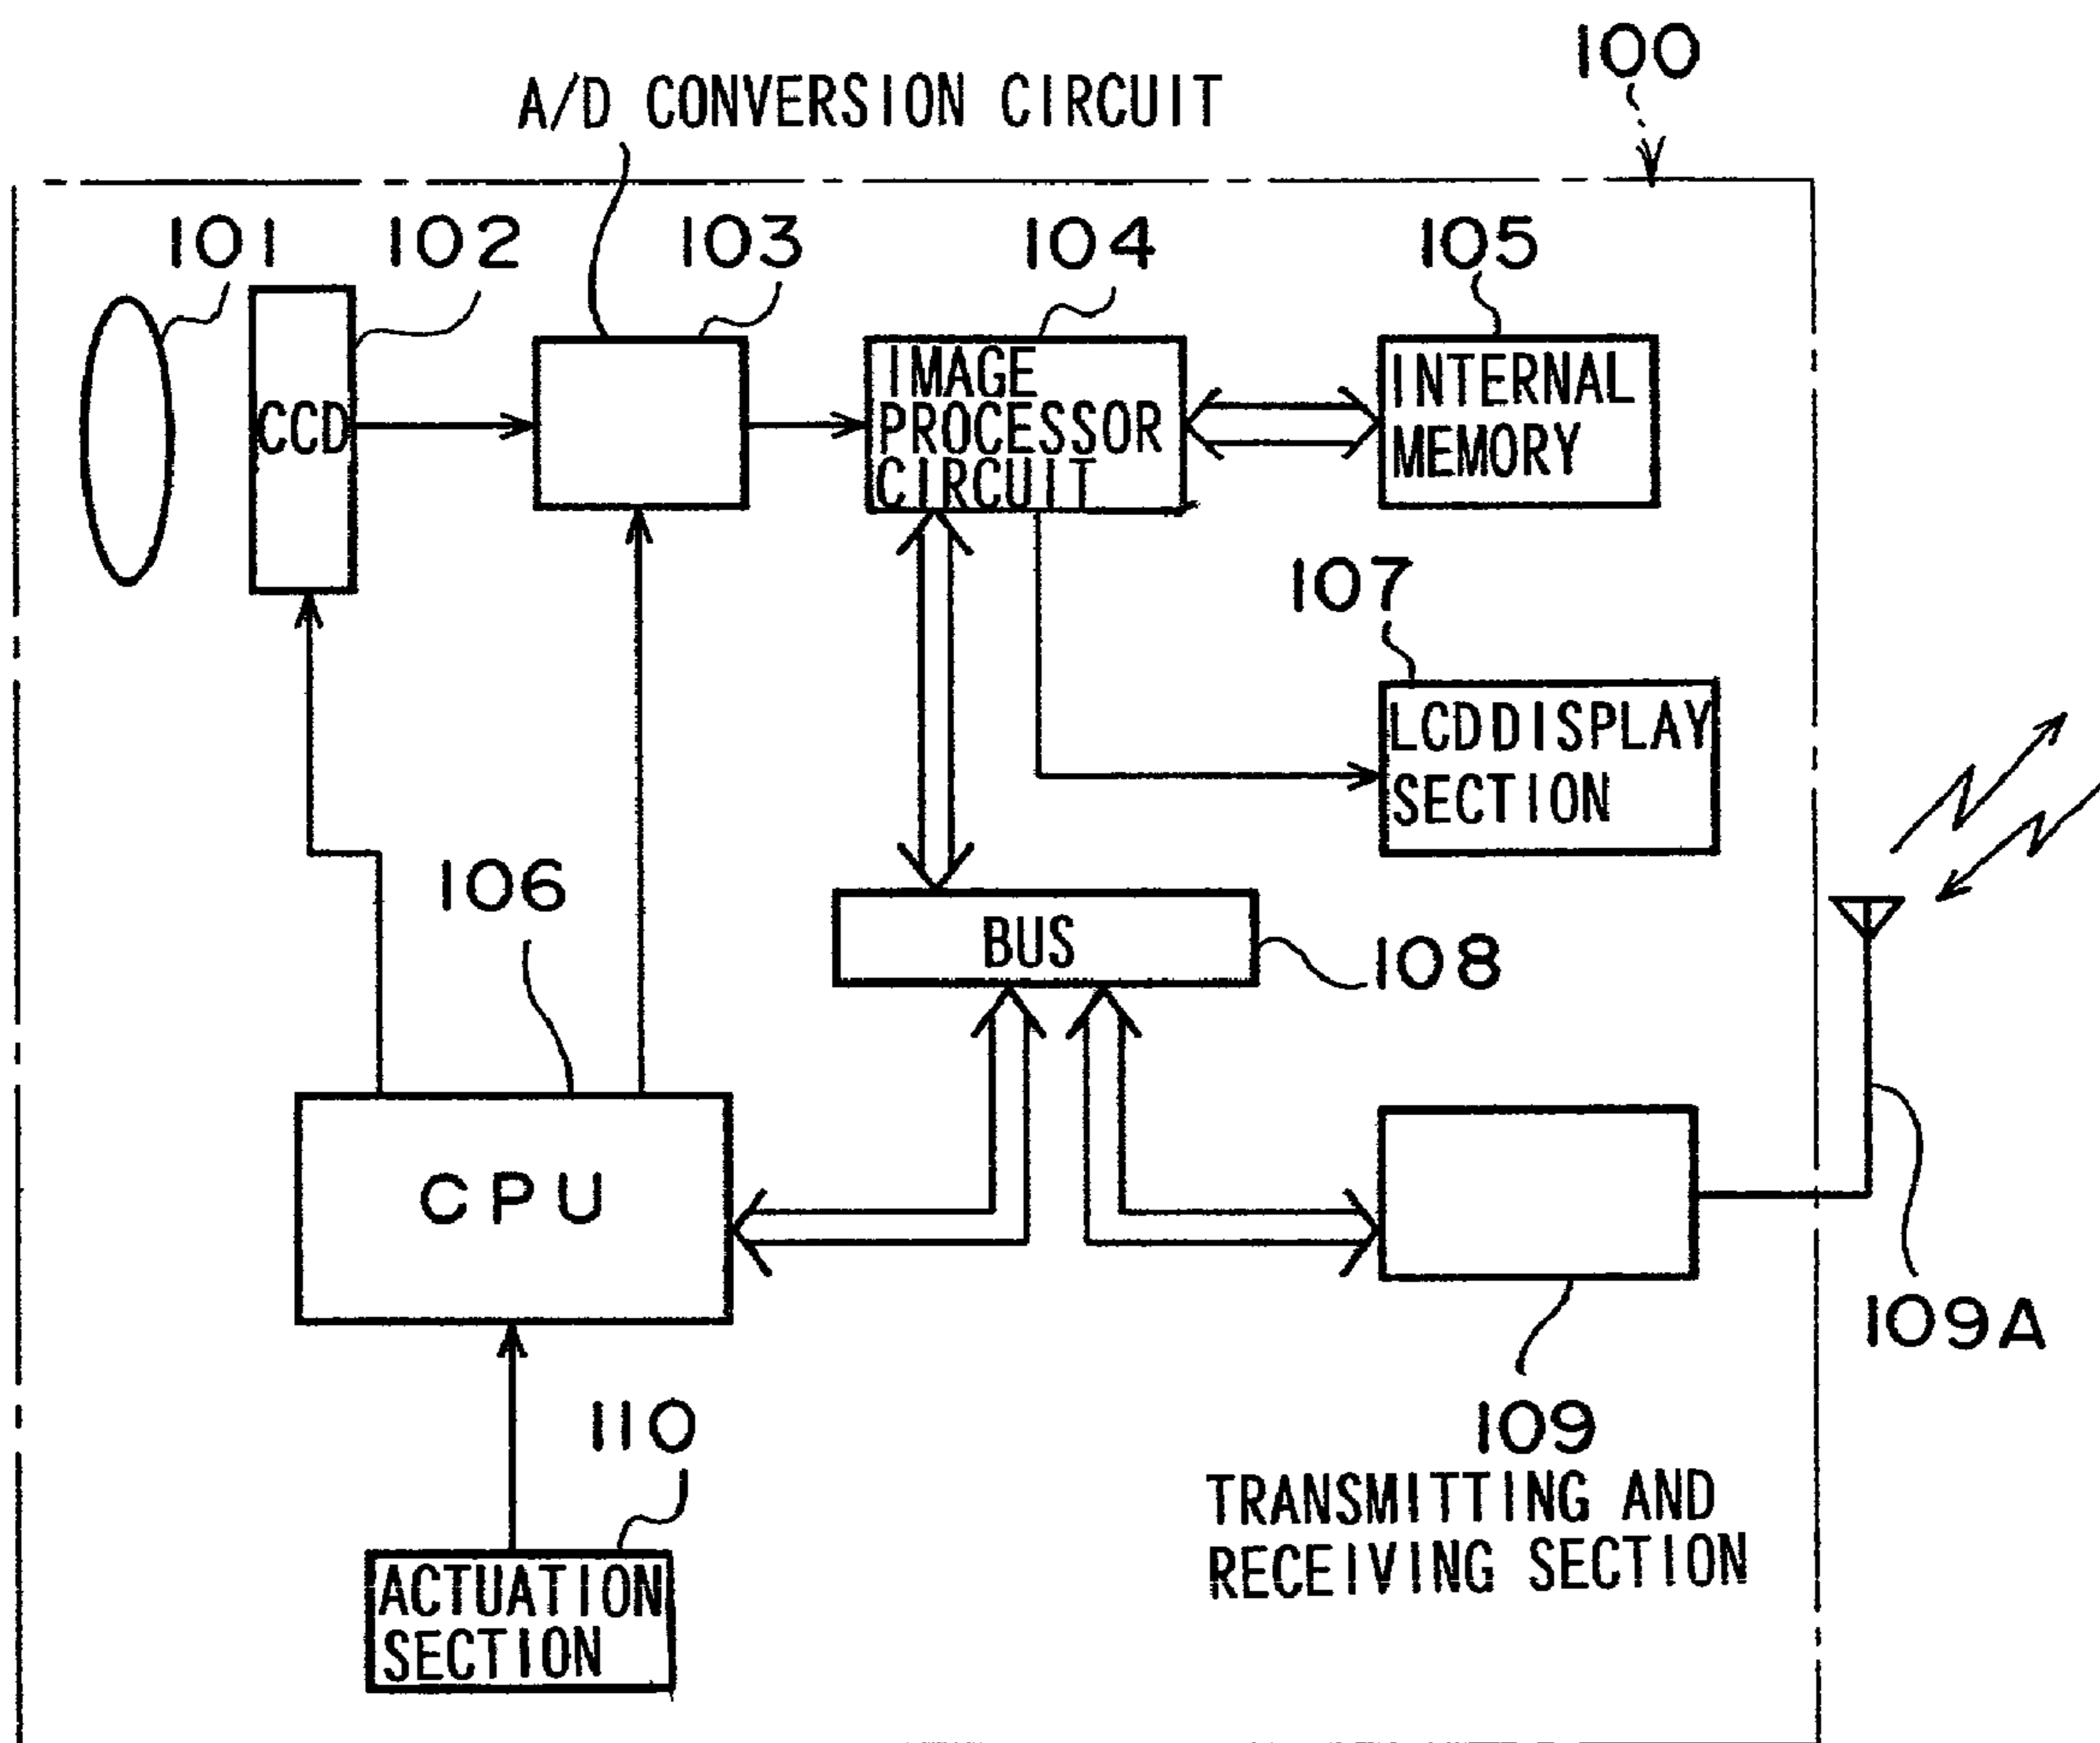 100
A/D CONVERSION CIRCUIT
101
102
103
104
105
CCD
IMAGE
PROCESSOR
CIRCUIT
INTERNAL
MEMORY
107
LCDDISPLAY
SECTION
106
BUS
108
CPU
109A
110
109
TRANSMITTING AND
RECEIVING SECTION
ACTUATION
SECTION